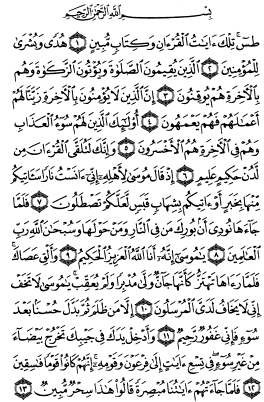 بِسْمِ اللَّهِ الرَّحْمَٰنِ الرَّحِيمِ
طسٓ ۚ تِلْكَ ءَايَٰتُ ٱلْقُرْءَانِ وَكِتَابٍ مُّبِينٍ ١ هُدًى وَبُشْرَىٰ
لِلْمُؤْمِنِينَ ٢ ٱلَّذِينَ يُقِيمُونَ ٱلصَّلَوٰةَ وَيُؤْتُونَ ٱلزَّكَوٰةَ وَهُم
بِٱلْءَاخِرَةِ هُمْ يُوقِنُونَ ٣ إِنَّ ٱلَّذِينَ لَا يُؤْمِنُونَ بِٱلْءَاخِرَةِ زَيَّنَّا لَهُمْ
أَعْمَٰلَهُمْ فَهُمْ يَعْمَهُونَ ٤ أُو۟لَٰٓئِكَ ٱلَّذِينَ لَهُمْ سُوٓءُ ٱلْعَذَابِ
وَهُمْ فِى ٱلْءَاخِرَةِ هُمُ ٱلْأَخْسَرُونَ ٥ وَإِنَّكَ لَتُلَقَّى ٱلْقُرْءَانَ مِن
لَّدُنْ حَكِيمٍ عَلِيمٍ ٦ إِذْ قَالَ مُوسَىٰ لِأَهْلِهِۦٓ إِنِّىٓ ءَانَسْتُ نَارًا سَـَٔاتِيكُم
مِّنْهَا بِخَبَرٍ أَوْ ءَاتِيكُم بِشِهَابٍ قَبَسٍ لَّعَلَّكُمْ تَصْطَلُونَ ٧ فَلَمَّا
جَآءَهَا نُودِىَ أَنۢ بُورِكَ مَن فِى ٱلنَّارِ وَمَنْ حَوْلَهَا وَسُبْحَٰنَ ٱللَّهِ رَبِّ
ٱلْعَٰلَمِينَ ٨ يَٰمُوسَىٰٓ إِنَّهُۥٓ أَنَا ٱللَّهُ ٱلْعَزِيزُ ٱلْحَكِيمُ ٩ وَأَلْقِ عَصَاكَ ۚ
فَلَمَّا رَءَاهَا تَهْتَزُّ كَأَنَّهَا جَآنٌّ وَلَّىٰ مُدْبِرًا وَلَمْ يُعَقِّبْ ۚ يَٰمُوسَىٰ لَا تَخَفْ
إِنِّى لَا يَخَافُ لَدَىَّ ٱلْمُرْسَلُونَ ١٠ إِلَّا مَن ظَلَمَ ثُمَّ بَدَّلَ حُسْنًۢا بَعْدَ
سُوٓءٍ فَإِنِّى غَفُورٌ رَّحِيمٌ ١١ وَأَدْخِلْ يَدَكَ فِى جَيْبِكَ تَخْرُجْ بَيْضَآءَ
مِنْ غَيْرِ سُوٓءٍ ۖ فِى تِسْعِ ءَايَٰتٍ إِلَىٰ فِرْعَوْنَ وَقَوْمِهِۦٓ ۚ إِنَّهُمْ كَانُوا۟ قَوْمًا فَٰسِقِينَ
١٢ فَلَمَّا جَآءَتْهُمْ ءَايَٰتُنَا مُبْصِرَةً قَالُوا۟ هَٰذَا سِحْرٌ مُّبِينٌ ١٣